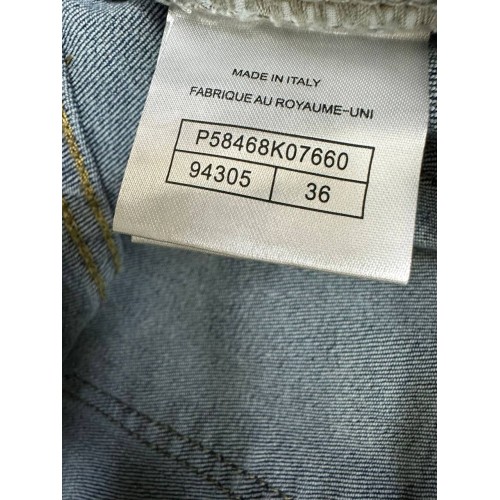 MADE IN ITALY
FABRIQUE AU ROYAUME-UNI
P58468K07660
94305 36